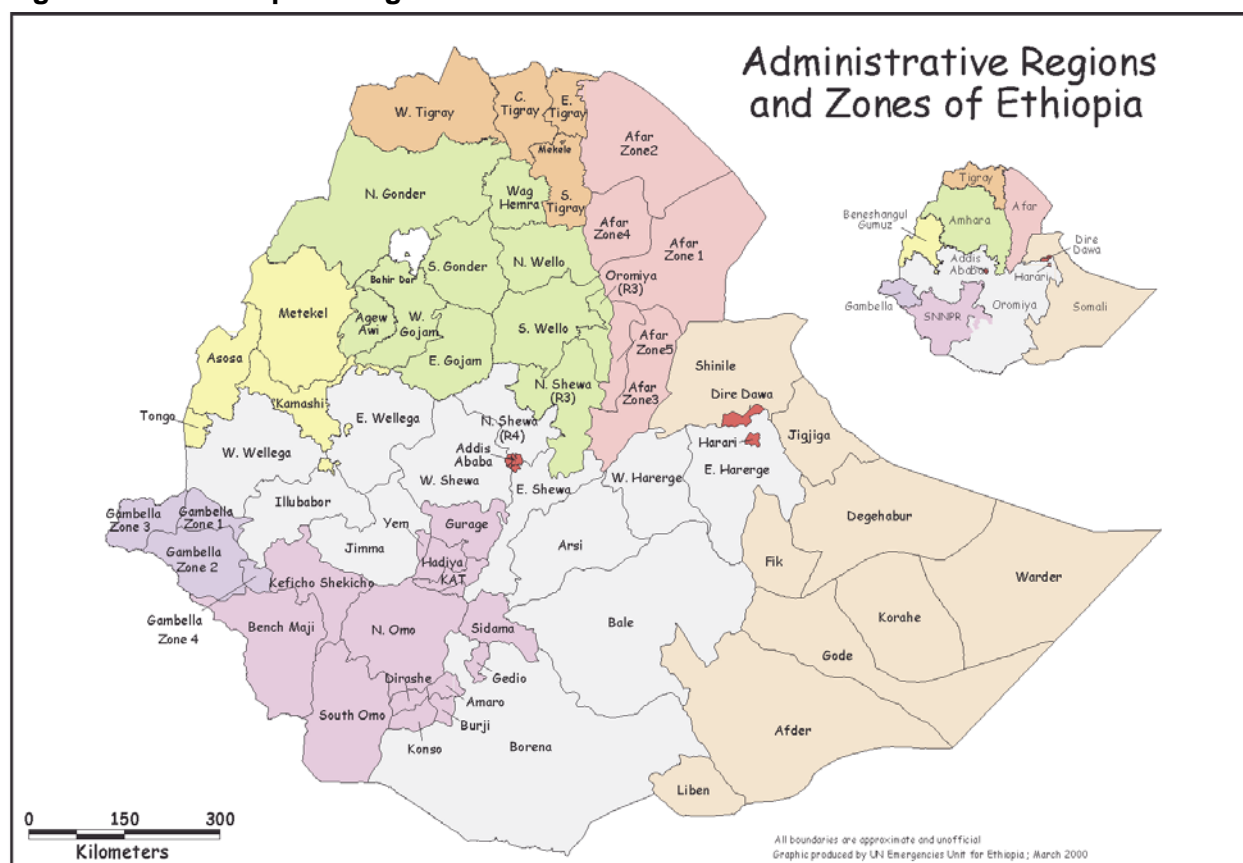 Administrative Regions
and Zones of Ethiopia
W. Tigray
C.
Tigray
E.
Tigray
Mekele
S.
Tigray
Afar
Zone2
N. Gonder
Wag
Hemra
Afar
Zone4
Afar
Zone 1
S. Gonder
N. Wello
Oromiya
(R3)
Bahir Dar
Metekel
Agew
Awi
W.
Gojam
S. Wello
Afar
Zone5
E. Gojam
Asosa
N. Shewa
(R3)
Afar
Zone3
Shinile
Dire Dawa
Kamashi
Tongo
E. Wellega
N. Shewa
(R4)
Harari
Jigjiga
W. Wellega
Addis
Ababa
W. Shewa
E. Shewa
W. Harerge
E. Harerge
Illubabor
Gambella
Zone 3
Gambella
Zone 1
Yem
Gurage
Degehabur
Jimma
Arsi
Gambella
Zone 2
Hadiya
KAT
Fik
Warder
Keficho Shekicho
Gambella
Zone 4
Bench Maji
N. Omo
Sidama
Bale
Korahe
Gode
Dirashe
Gedio
Amaro
South Omo
Burji
Konso
Borena
Afder
Liben
Tigray
Afar
Amhara
Beneshangul
Gumuz
Dire
Dawa
Addis
Ababa
Harari
Gambella
SNNPR
Oromiya
Somali
0 150 300
Kilometers
All boundaries are approximate and unofficial
Graphic produced by UN Emergencies Unit for Ethiopia ; March 2000